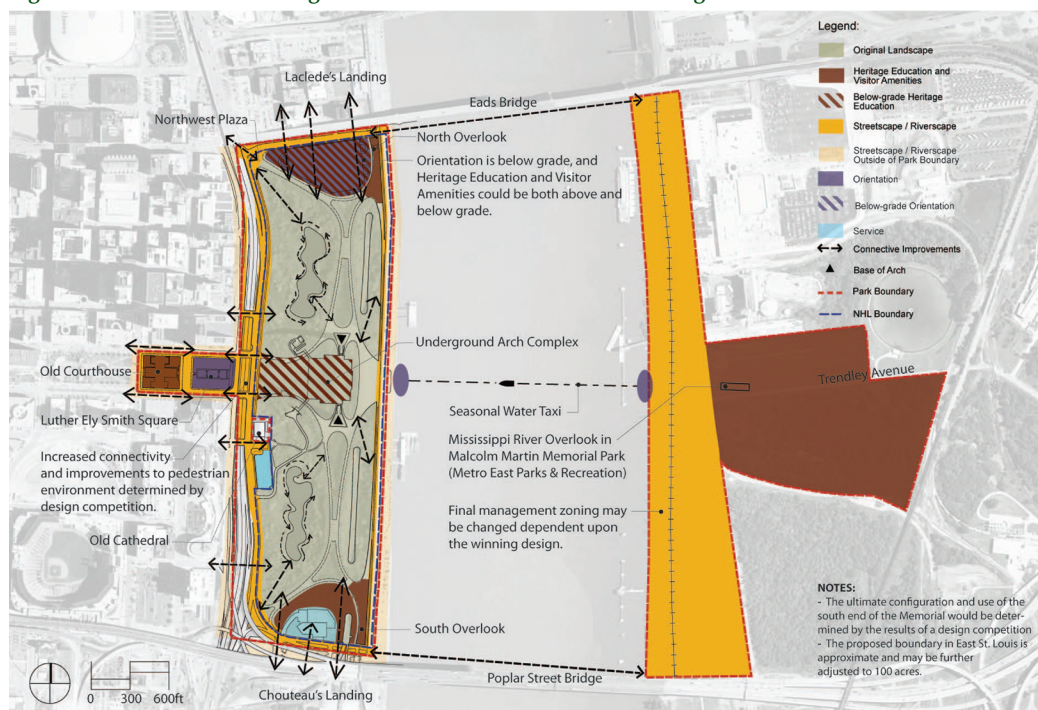 Laclede's Landing
Eads Bridge
Northwest Plaza
North Overlook
Orientation is below grade, and
Heritage Education and Visitor
Amenities could be both above and
below grade.
Underground Arch Complex
Old Courthouse
Luther Ely Smith Square
Increased connectivity
and improvements to pedestrian
environment determined by
design competition.
Old Cathedral
Seasonal Water Taxi
Mississippi River Overlook in
Malcolm Martin Memorial Park
(Metro East Parks & Recreation)
Final management zoning may
be changed dependent upon
the winning design.
Trendley Avenue
South Overlook
Poplar Street Bridge
Chouteau's Landing
0 300 600ft
Legend:
Original Landscape
Heritage Education and
Visitor Amenities
Below-grade Heritage
Education
Streetscape / Riverscape
Streetscape / Riverscape
Outside of Park Boundary
Orientation
Below-grade Orientation
Service
Connective Improvements
Base of Arch
Park Boundary
NHL Boundary
NOTES:
- The ultimate configuration and use of the
south end of the Memorial would be deter-
mined by the results of a design competition
- The proposed boundary in East St. Louis is
approximate and may be further
adjusted to 100 acres.